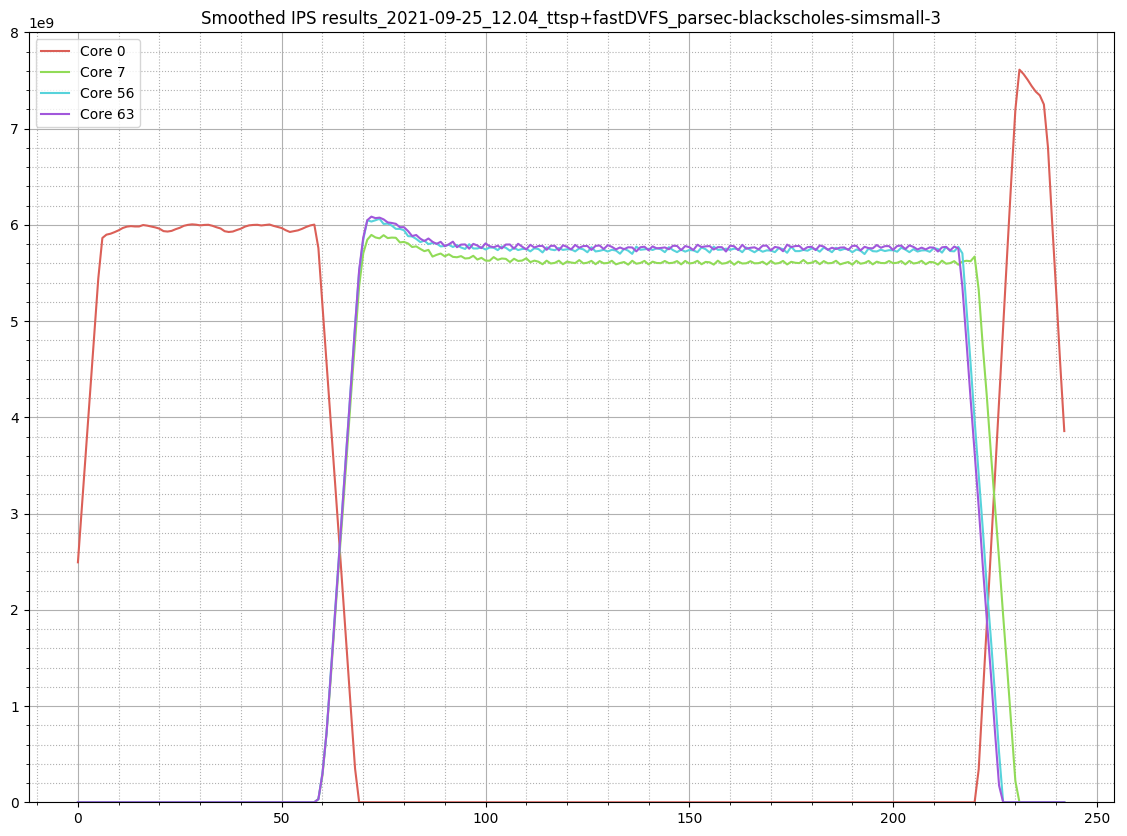 Smoothed IPS results_2021-09-25_12.04_ttsp+fastDVFS_parsec-blackscholes-simsmall-3
1e9
Core 0
Core 7
Core 56
Core 63
8
7
6
5
4
3
2
1
0
0 50 100 150 200 250